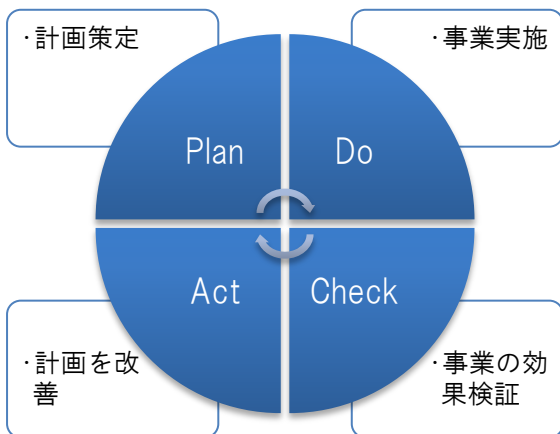 ・計画策定
・事業実施
Plan
Do
Act
Check
・計画を改
善
・事業の効
果検証